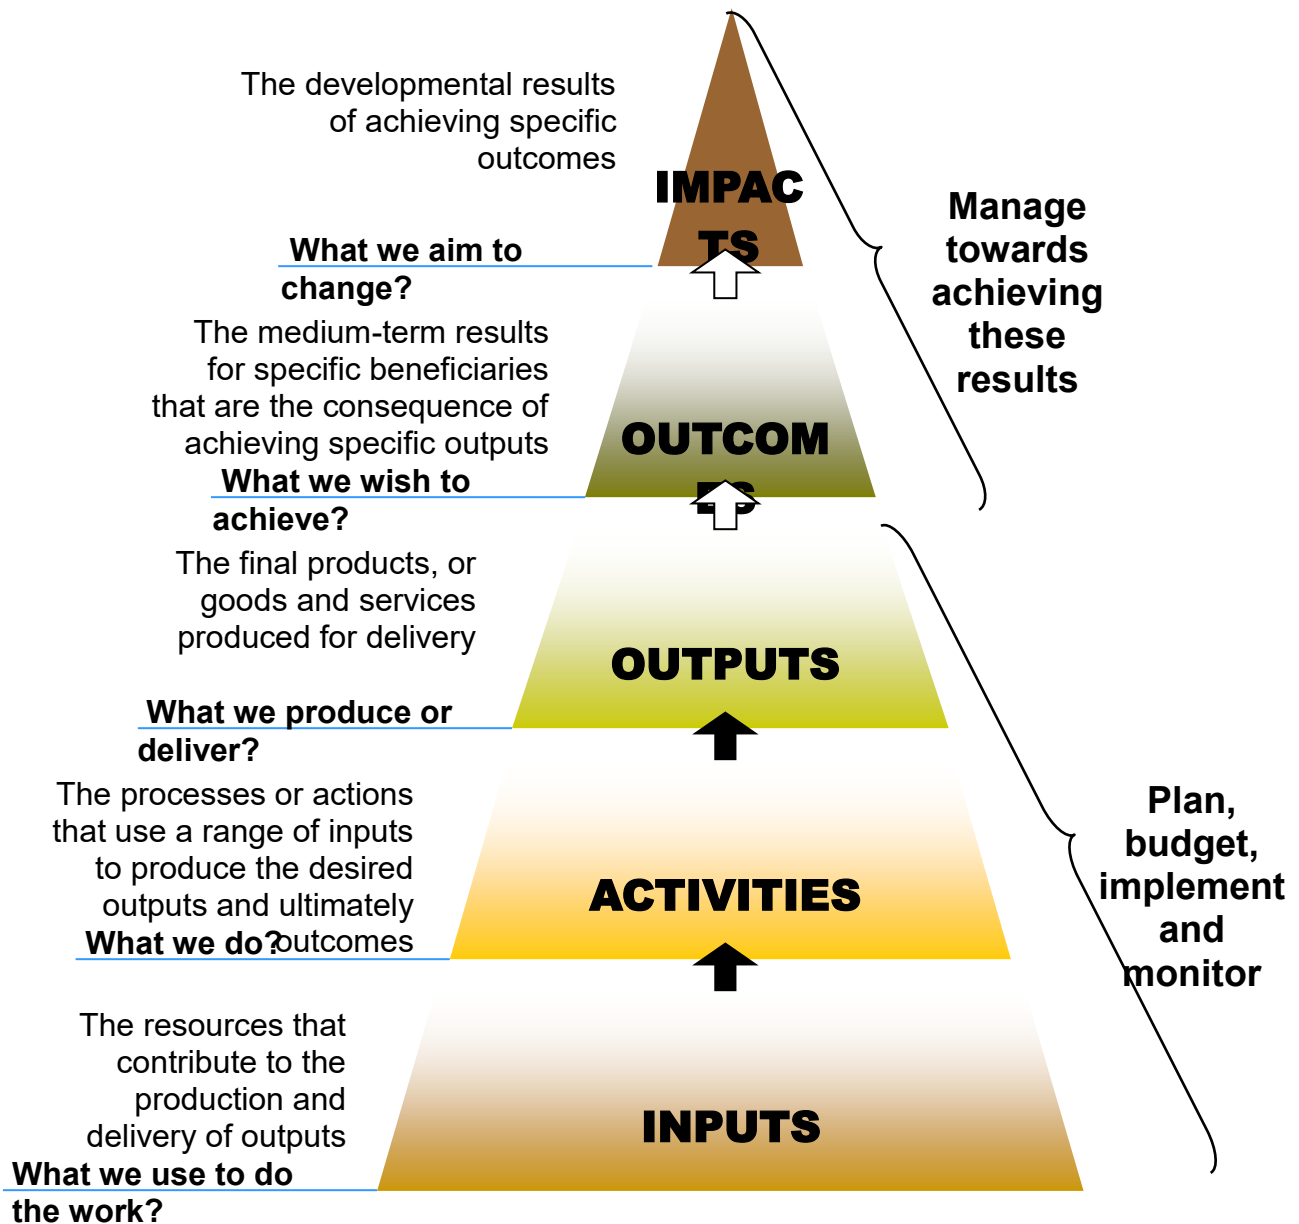 The developmental results
of achieving specific
outcomes
IMPAC
TS
What we aim to
change?
Manage
towards
achieving
these
results
The medium-term results
for specific beneficiaries
that are the consequence of
achieving specific outputs
OUTCOM
ES
What we wish to
achieve?
The final products, or
goods and services
produced for delivery
OUTPUTS
What we produce or
deliver?
The processes or actions
that use a range of inputs
to produce the desired
outputs and ultimately
outcomes
What we do?
ACTIVITIES
Plan,
budget,
implement
and
monitor
The resources that
contribute to the
production and
delivery of outputs
INPUTS
What we use to do
the work?